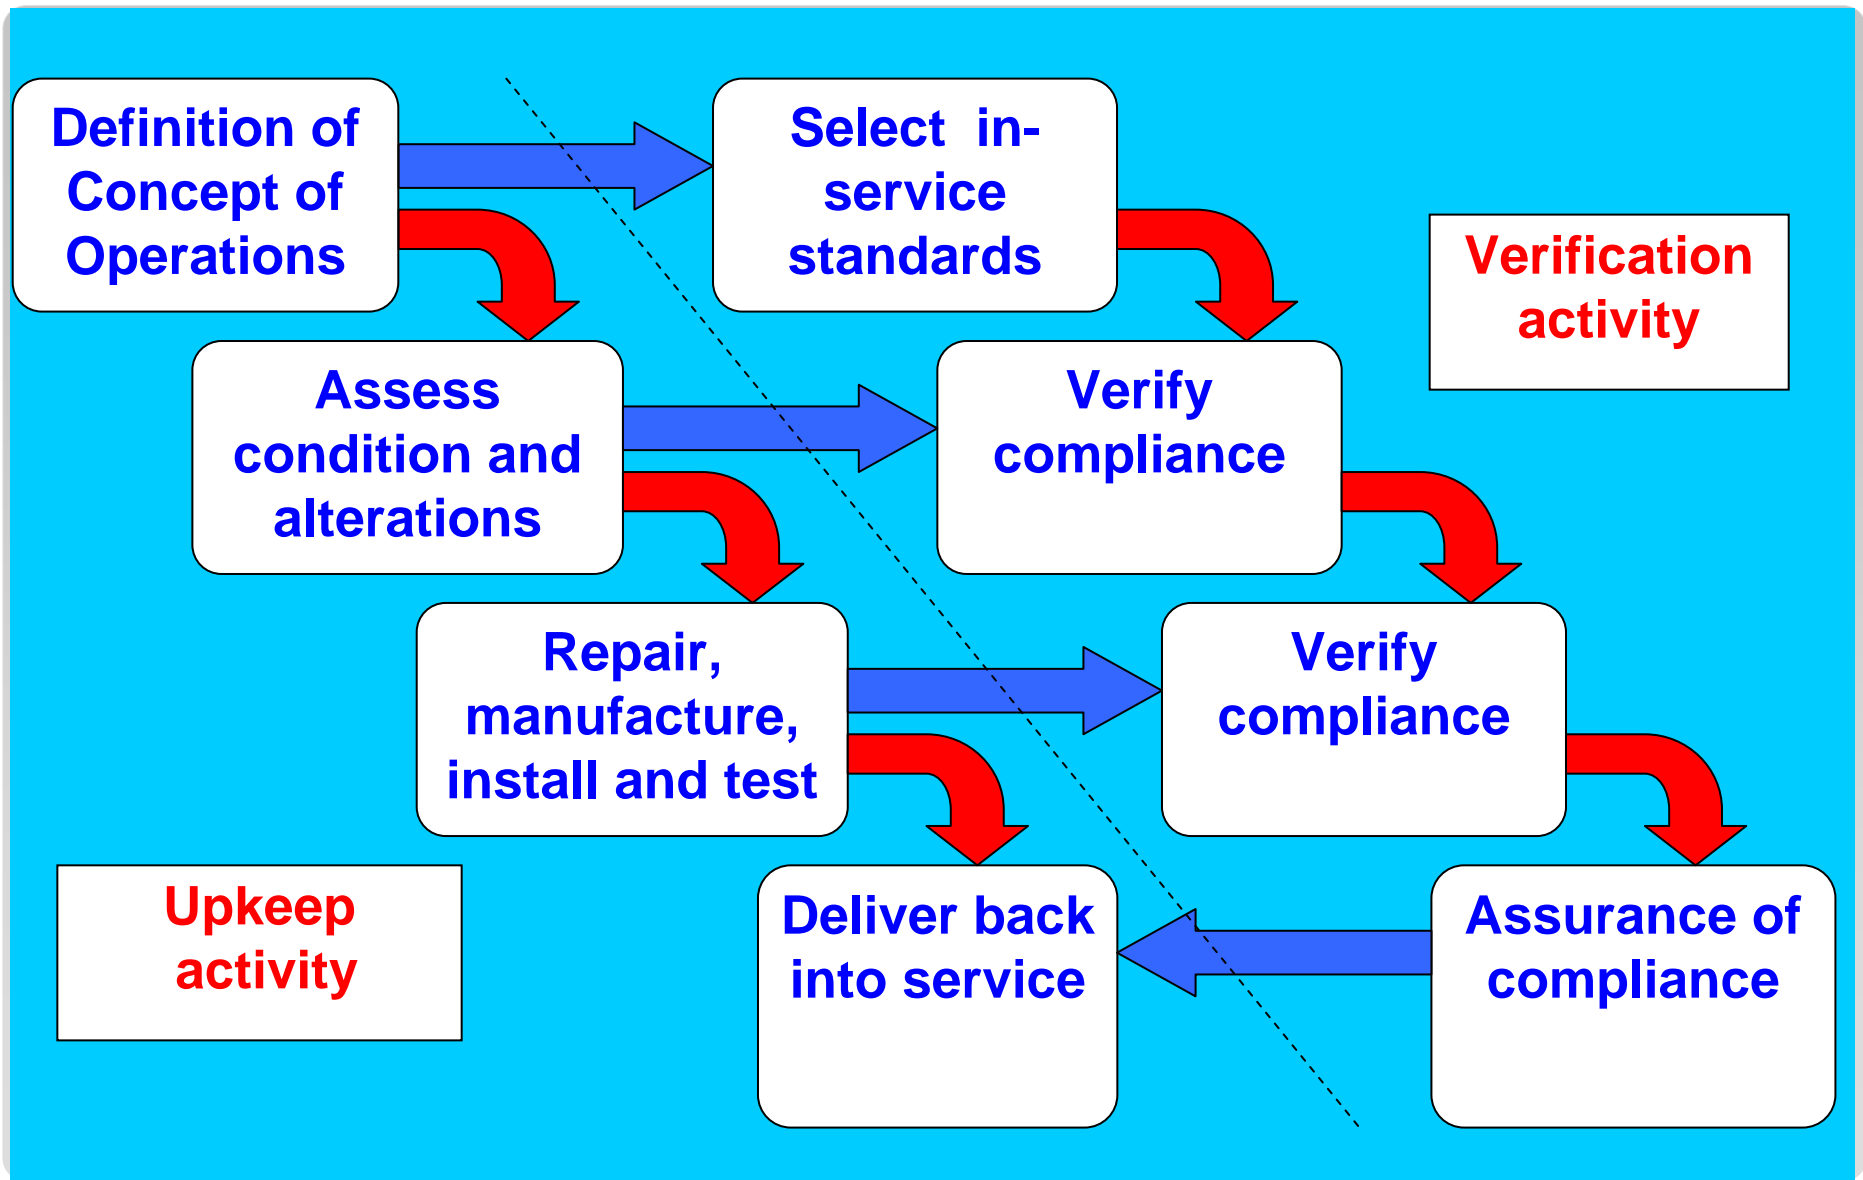 Definition of
Concept of
Operations
Select  in-
service
standards
Verification
activity
Assess
condition and
alterations
Verify
compliance
Repair,
manufacture,
install and test
Verify
compliance
Upkeep
activity
Deliver back
into service
Assurance of
compliance